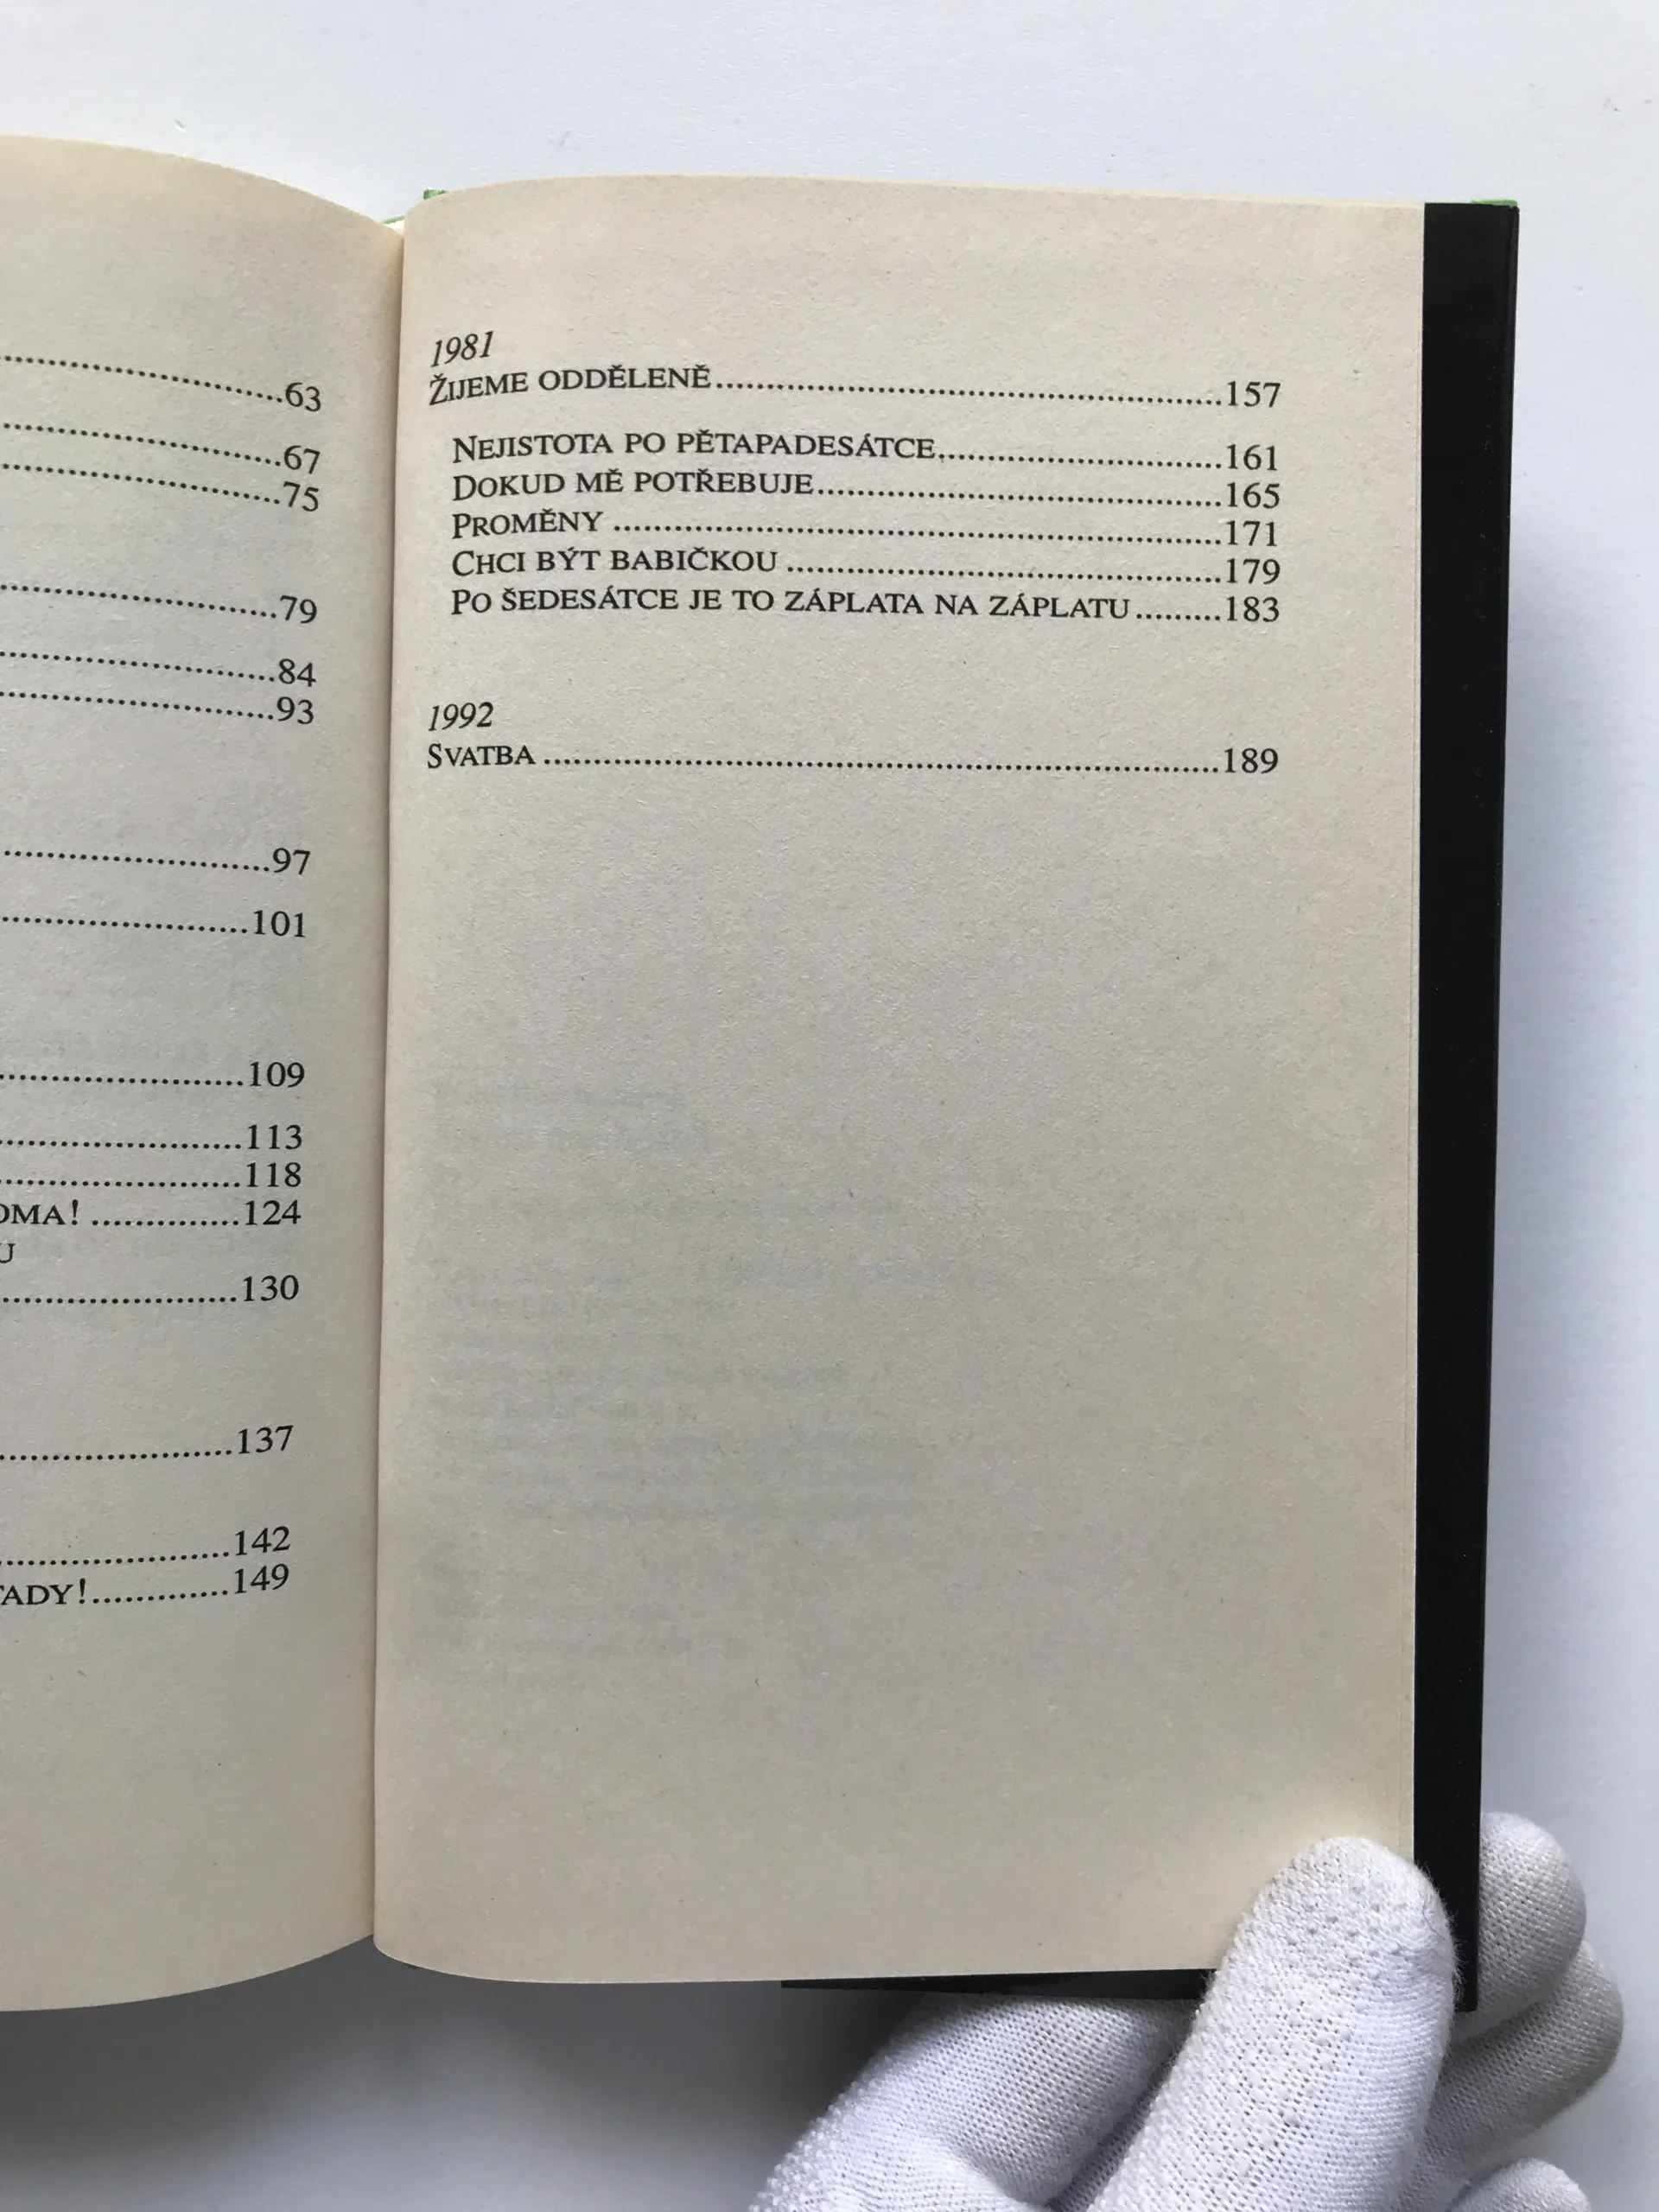 63
67
75
79
84
93
97
101
109
113
118
OMA! 124
U
130
137
142
TADY! 149
1981
ŽIJEME ODDĚLENĚ 157
NEJISTOTA PO PĚTAPADESÁTCE 161
DOKUD MĚ POTŘEBUJE 165
PROMĚNY 171
CHCI BÝT BABIČKOU 179
PO ŠEDESÁTCE JE TO ZÁPLATA NA ZÁPLATU 183
1992
SVATBA 189